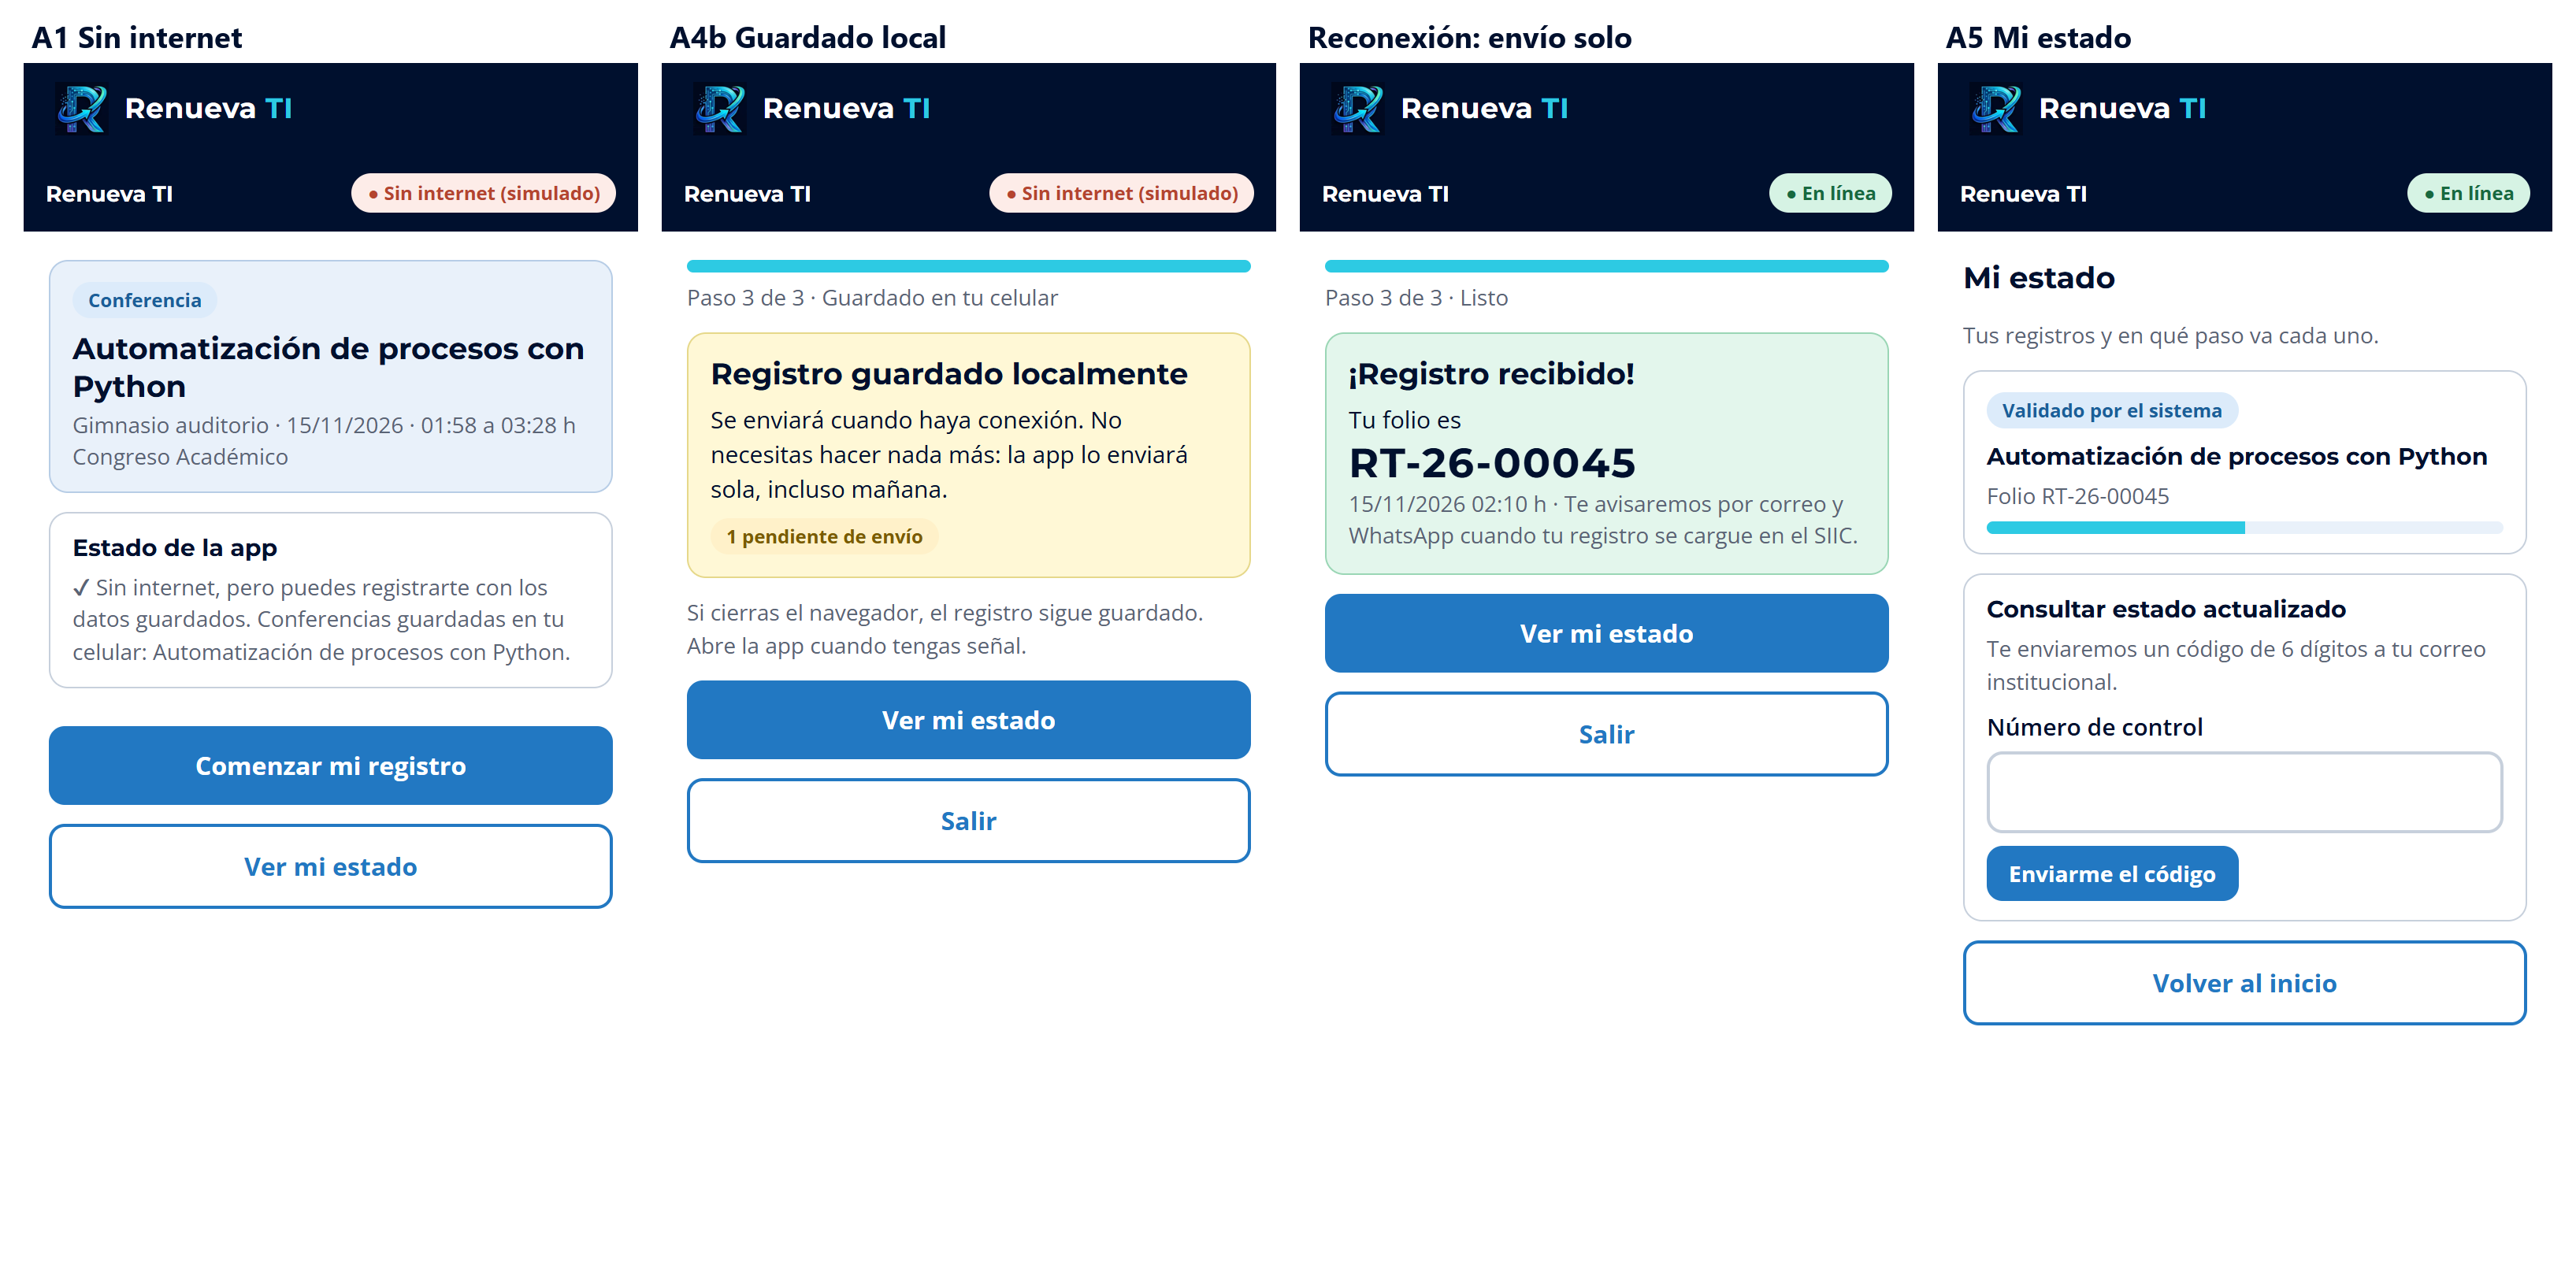 A1 Sin internet
Renueva TI
Renueva TI
● Sin internet (simulado)
Conferencia
Automatización de procesos con
Python
Gimnasio auditorio · 15/11/2026 · 01:58 a 03:28 h
Congreso Académico
Estado de la app
✓ Sin internet, pero puedes registrarte con los
datos guardados. Conferencias guardadas en tu
celular: Automatización de procesos con Python.
Comenzar mi registro
Ver mi estado
A4b Guardado local
Renueva TI
Renueva TI
● Sin internet (simulado)
Paso 3 de 3 · Guardado en tu celular
Registro guardado localmente
Se enviará cuando haya conexión. No
necesitas hacer nada más: la app lo enviará
sola, incluso mañana.
1 pendiente de envío
Si cierras el navegador, el registro sigue guardado.
Abre la app cuando tengas señal.
Ver mi estado
Salir
Reconexión: envío solo
Renueva TI
Renueva TI
● En línea
Paso 3 de 3 · Listo
¡Registro recibido!
Tu folio es
RT-26-00045
15/11/2026 02:10 h · Te avisaremos por correo y
WhatsApp cuando tu registro se cargue en el SIIC.
Ver mi estado
Salir
A5 Mi estado
Renueva TI
Renueva TI
● En línea
Mi estado
Tus registros y en qué paso va cada uno.
Validado por el sistema
Automatización de procesos con Python
Folio RT-26-00045
Consultar estado actualizado
Te enviaremos un código de 6 dígitos a tu correo
institucional.
Número de control
Enviarme el código
Volver al inicio